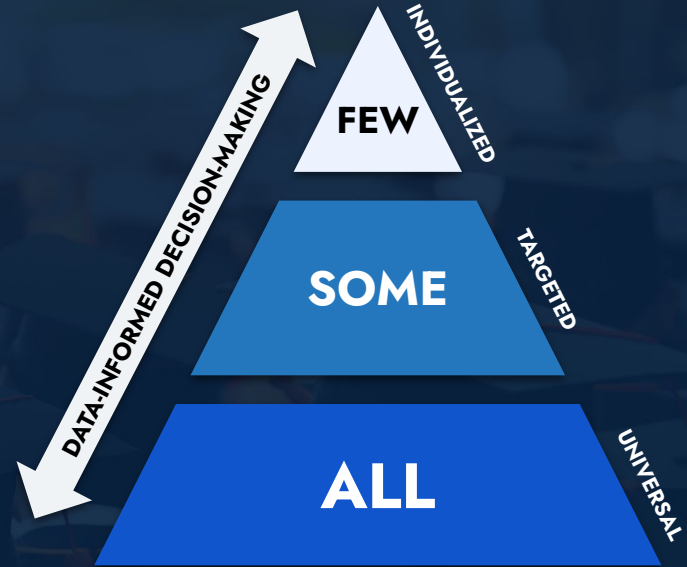 INDIVIDUALIZED
FEW
DATA-INFORMED DECISION-MAKING
TARGETED
SOME
UNIVERSAL
ALL